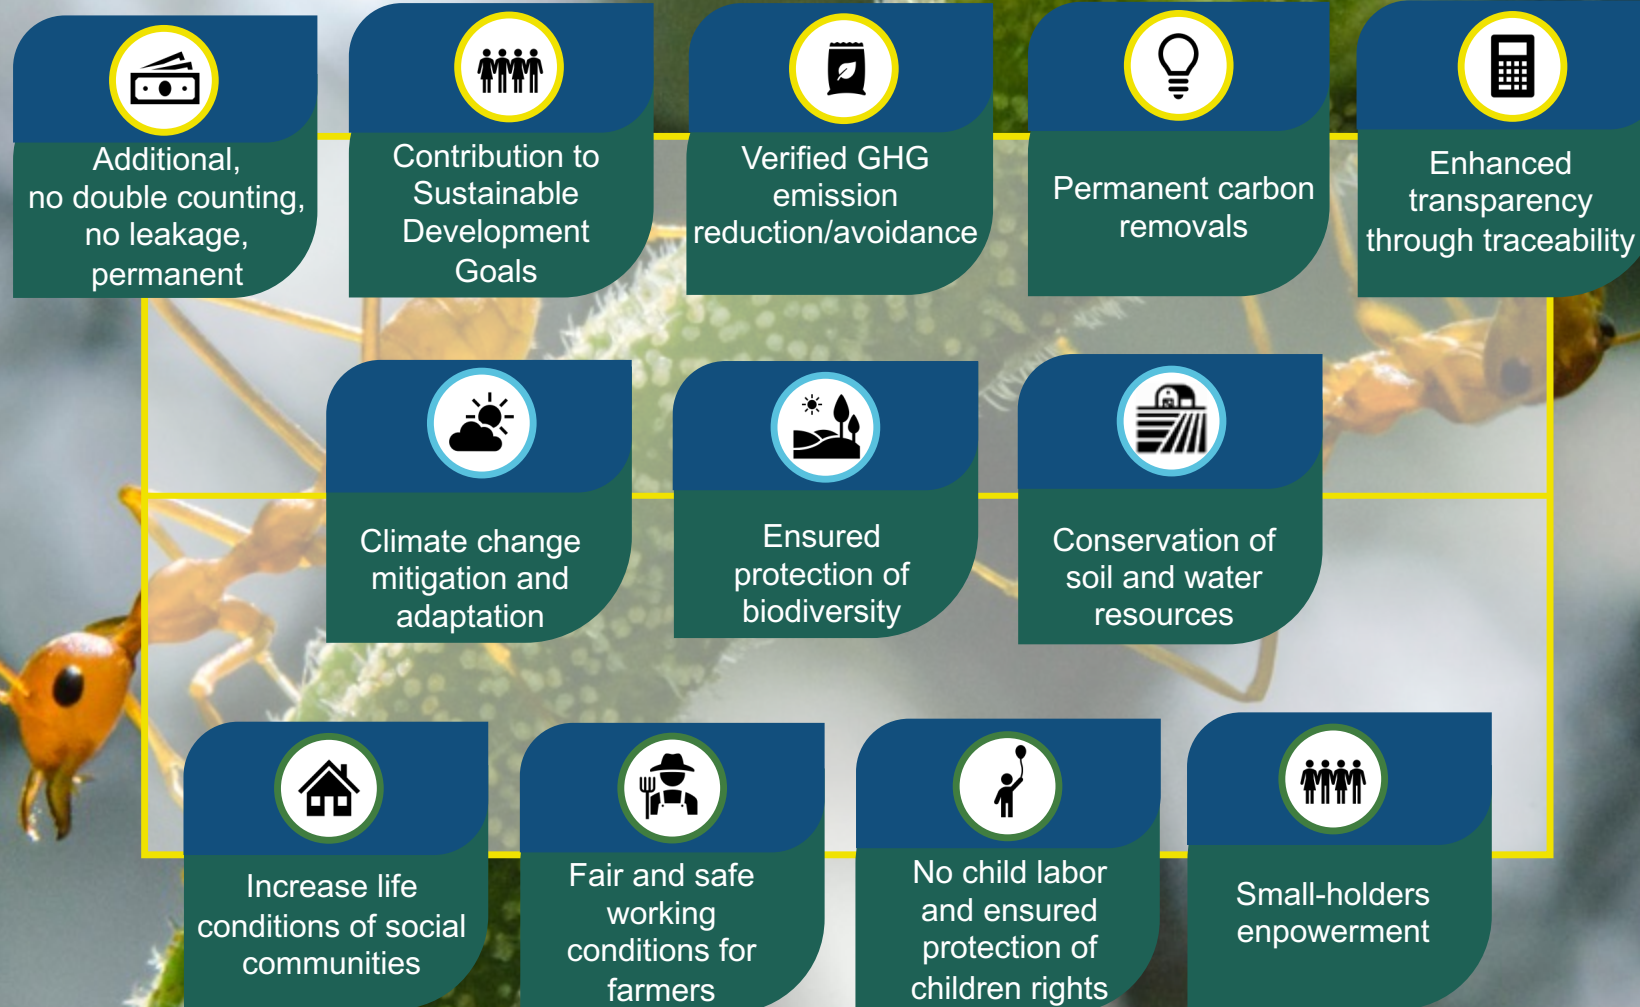 Additional,
no double counting,
no leakage,
permanent
Contribution to
Sustainable
Development
Goals
Verified GHG
emission
reduction/avoidance
Permanent carbon
removals
Enhanced
transparency
through traceability
Climate change
mitigation and
adaptation
Ensured
protection of
biodiversity
Conservation of
soil and water
resources
Increase life
conditions of social
communities
Fair and safe
working
conditions for
farmers
No child labor
and ensured
protection of
children rights
Small-holders
enpowerment